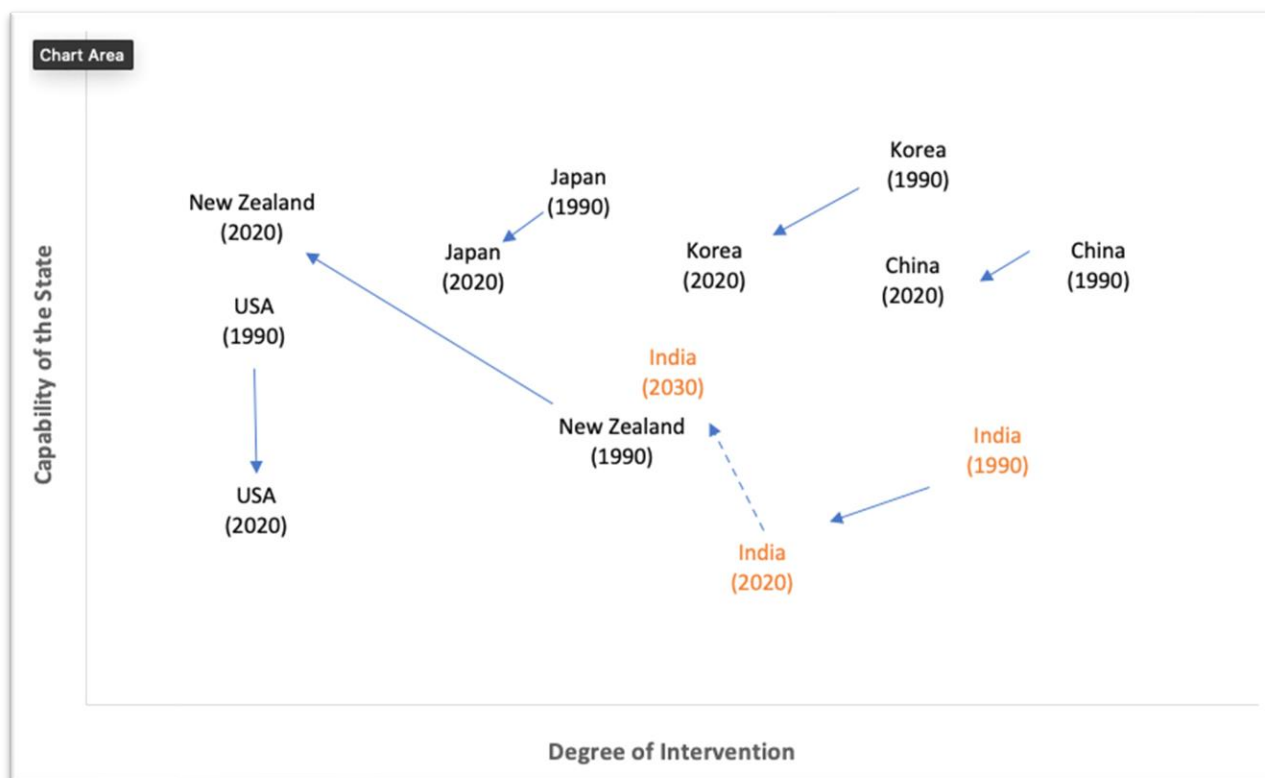 Chart Area
Korea
(1990)
Japan
(1990)
New Zealand
(2020)
Japan
(2020)
Korea
(2020)
China
(2020)
China
(1990)
USA
(1990)
India
(2030)
New Zealand
(1990)
India
(1990)
USA
(2020)
India
(2020)
Capability of the State
Degree of Intervention